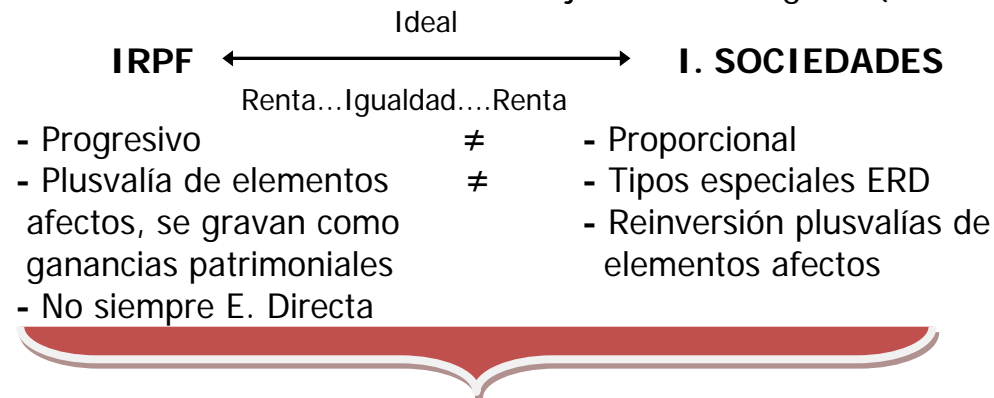 Ideal
IRPF I. SOCIEDADES
Renta...Igualdad....Renta
- Progresivo ≠ - Proporcional
- Plusvalía de elementos ≠ - Tipos especiales ERD
afectos, se gravan como - Reinversión plusvalías de
ganancias patrimoniales elementos afectos
- No siempre E. Directa